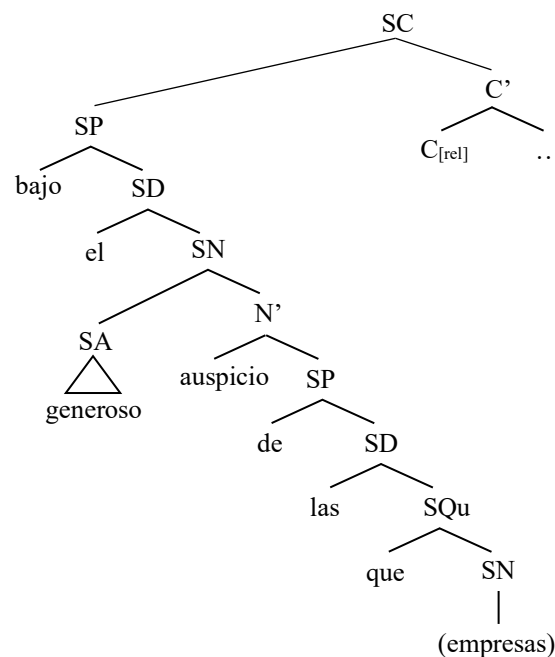 SC
C’
SP
C[rel] ..
bajo SD
el SN
SA N’
generoso auspicio SP
de SD
las SQu
que SN
(empresas)